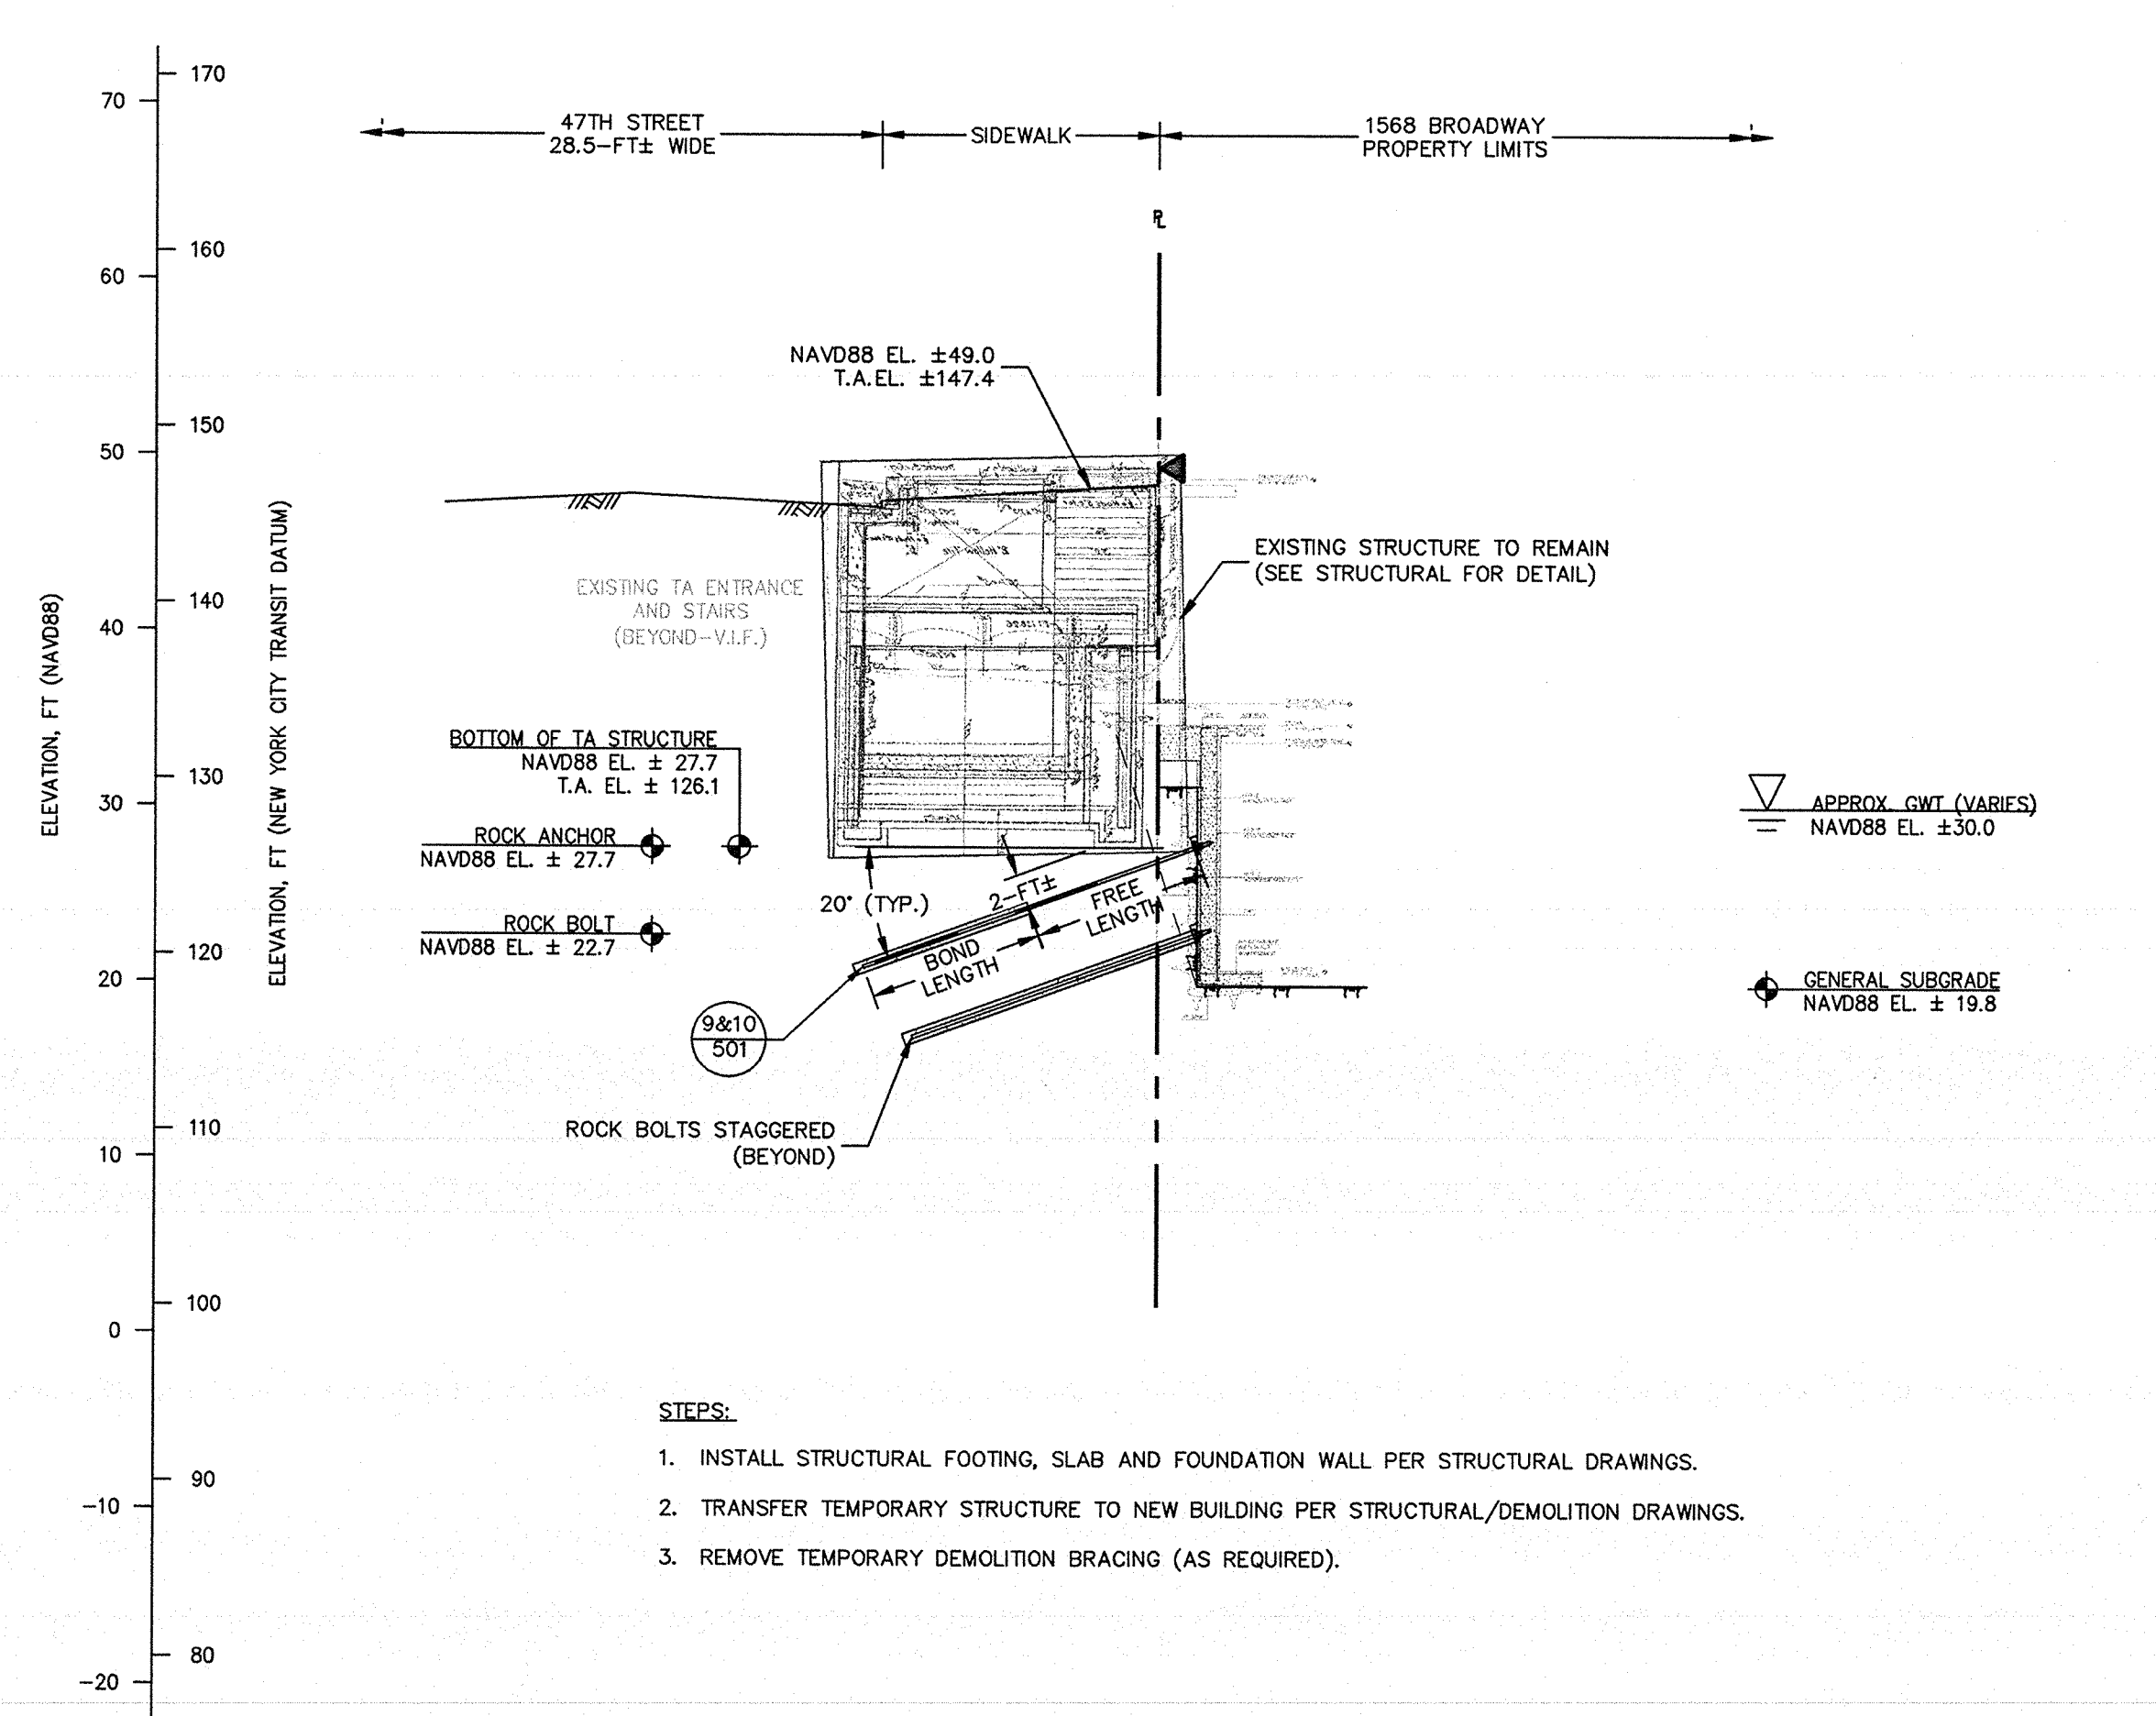 170
70
47TH STREET
28.5-FT± WIDE
SIDEWALK
1568 BROADWAY
PROPERTY LIMITS
PL
160
60
NAVD88 EL. ±49.0
T.A.EL. ±147.4
150
50
ELEVATION, FT (NAVD88)
ELEVATION, FT (NEW YORK CITY TRANSIT DATUM)
EXISTING STRUCTURE TO REMAIN
(SEE STRUCTURAL FOR DETAIL)
EXISTING TA ENTRANCE
AND STAIRS
(BEYOND-V.I.F.)
140
40
BOTTOM OF TA STRUCTURE
NAVD88 EL. ± 27.7
T.A. EL. ± 126.1
130
30
APPROX. GWT (VARIES)
NAVD88 EL. ±30.0
ROCK ANCHOR
NAVD88 EL. ± 27.7
20° (TYP.)
2-FT±
FREE
LENGTH
BOND
LENGTH
ROCK BOLT
NAVD88 EL. ± 22.7
120
20
GENERAL SUBGRADE
NAVD88 EL. ± 19.8
9&10
501
ROCK BOLTS STAGGERED
(BEYOND)
110
10
100
0
STEPS:
1. INSTALL STRUCTURAL FOOTING, SLAB AND FOUNDATION WALL PER STRUCTURAL DRAWINGS.
2. TRANSFER TEMPORARY STRUCTURE TO NEW BUILDING PER STRUCTURAL/DEMOLITION DRAWINGS.
3. REMOVE TEMPORARY DEMOLITION BRACING (AS REQUIRED).
90
-10
80
-20